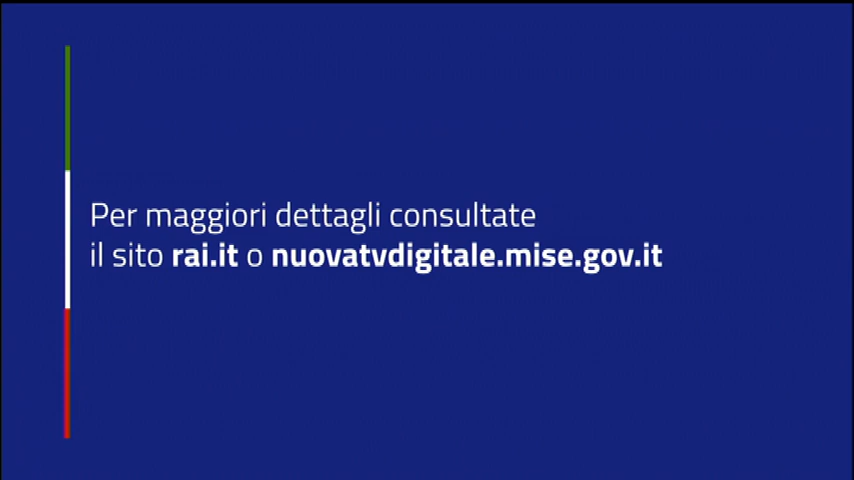 Per maggiori dettagli consultate
il sito rai.it o nuovatvdigitale.mise.gov.it